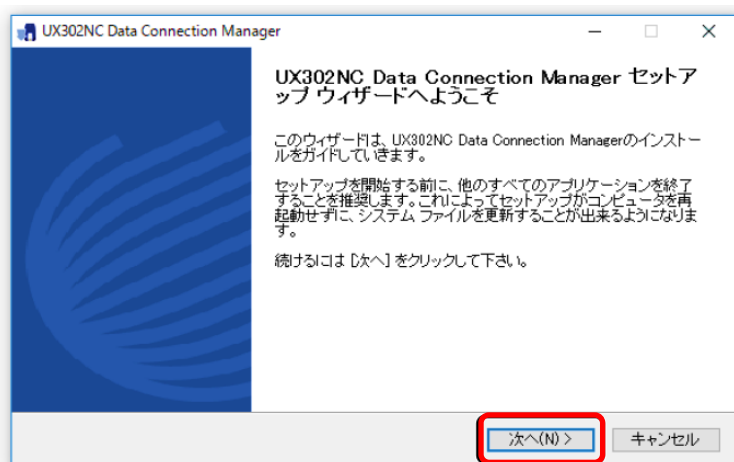 UX302NC Data Connection Manager
UX302NC Data Connection Manager セットア
ップ ウィザードへようこそ
このウィザードは、UX302NC Data Connection Managerのインストー
ルをガイドしていきます。
セットアップを開始する前に、他のすべてのアプリケーションを終了
することを推奨します。これによってセットアップがコンピュータを再
起動せずに、システム ファイルを更新することが出来るようになりま
す。
続けるには [次へ] をクリックして下さい。
次へ(N) >
キャンセル